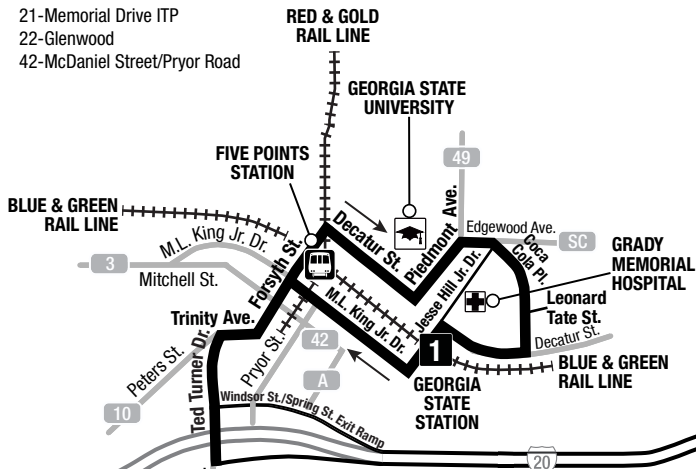 21-Memorial Drive ITP
22-Glenwood
42-McDaniel Street/Pryor Road
RED & GOLD
RAIL LINE
GEORGIA STATE
UNIVERSITY
FIVE POINTS
STATION
49
BLUE & GREEN
RAIL LINE
M.L. King Jr. Dr.
3
Mitchell St.
Forsyth St.
Decatur St.
Piedmont Ave.
Edgewood Ave.
SC
Coca
Cola Pl.
GRADY
MEMORIAL
HOSPITAL
Jesse Hill Jr. Dr.
Leonard
Tate St.
Decatur St.
Trinity Ave.
M.L. King Jr. Dr.
1
GEORGIA
STATE
STATION
BLUE & GREEN
RAIL LINE
42
A
Pryor St.
Peters St.
10
Ted Turner Dr.
Windsor St./Spring St. Exit Ramp
20